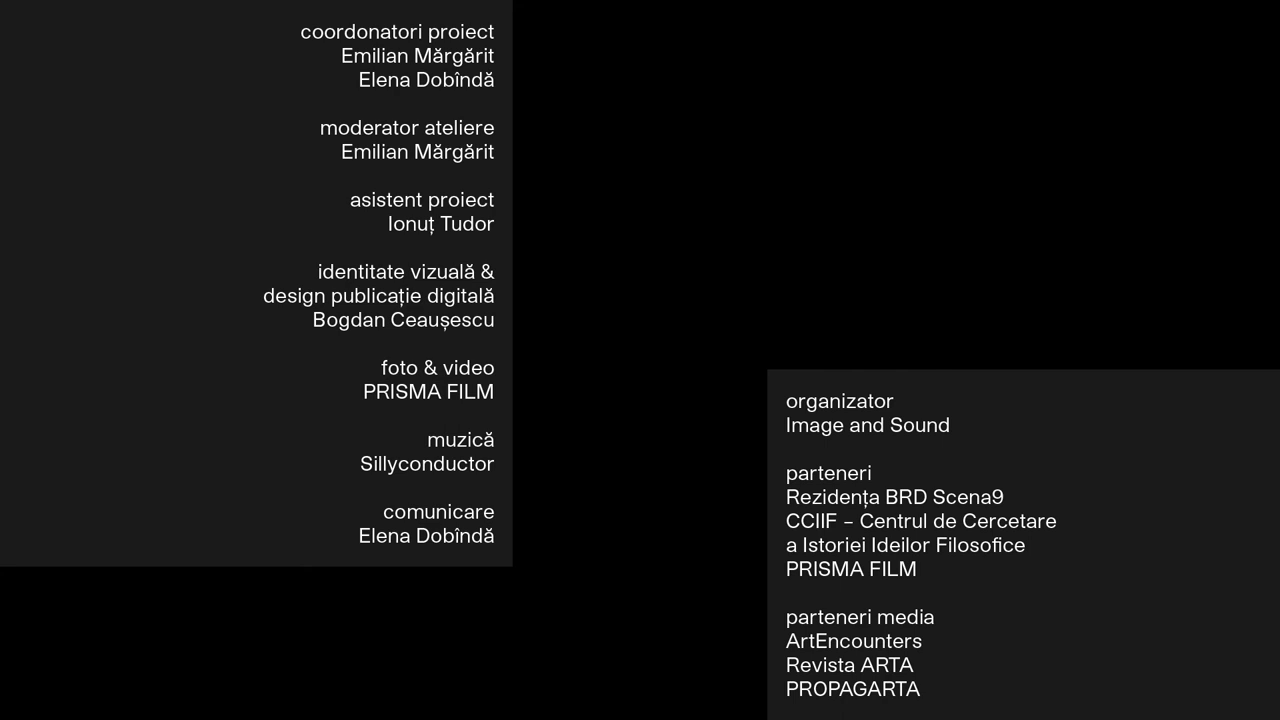 coordonatori proiect
Emilian Mărgărit
Elena Dobîndă
moderator ateliere
Emilian Mărgărit
asistent proiect
Ionuț Tudor
identitate vizuală &
design publicație digitală
Bogdan Ceaușescu
foto & video
PRISMA FILM
muzică
Sillyconductor
comunicare
Elena Dobîndă
organizator
Image and Sound
parteneri
Rezidența BRD Scena9
CCIIF – Centrul de Cercetare
a Istoriei Ideilor Filosofice
PRISMA FILM
parteneri media
ArtEncounters
Revista ARTA
PROPAGARTA